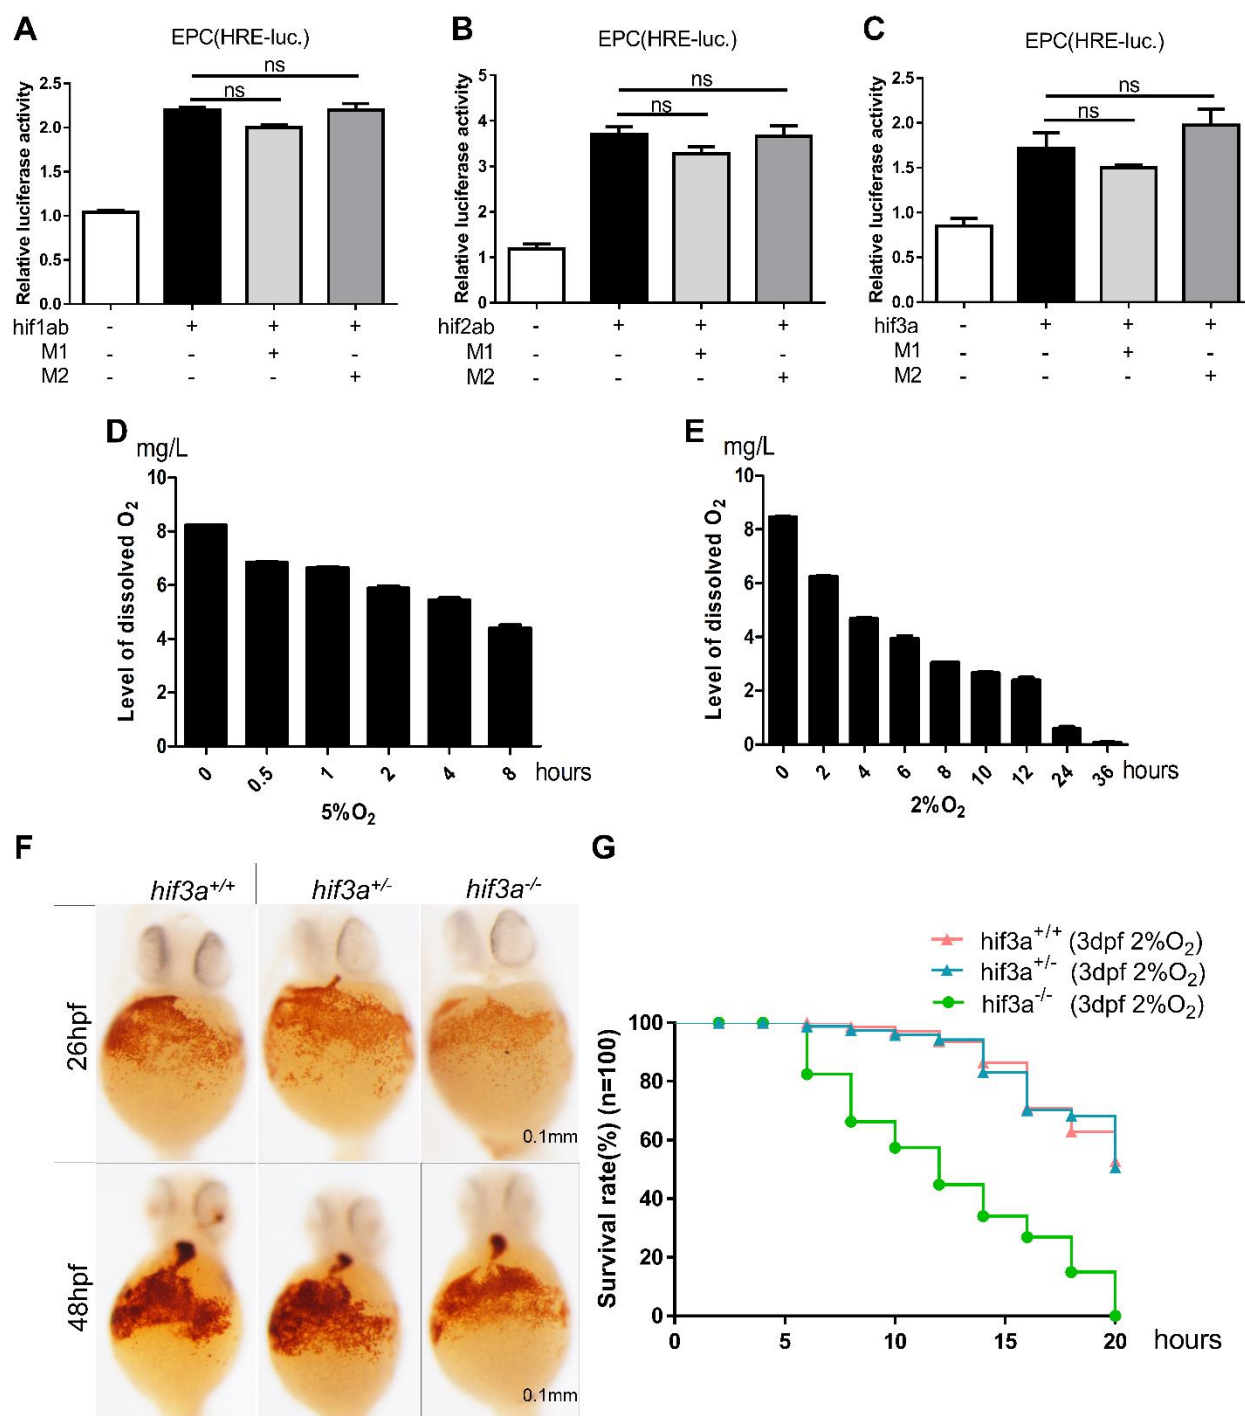 A
EPC(HRE-luc.)
ns
ns
Relative luciferase activity
2.5
2.0
1.5
1.0
0.5
0.0
hif1ab - + + +
M1 - - + -
M2 - - - +
B
EPC(HRE-luc.)
ns
ns
Relative luciferase activity
5
4
3
2
1
0
hif2ab - + + +
M1 - - + -
M2 - - - +
C
EPC(HRE-luc.)
ns
ns
Relative luciferase activity
2.5
2.0
1.5
1.0
0.5
0.0
hif3a - + + +
M1 - - + -
M2 - - - +
D
mg/L
Level of dissolved O2
10
8
6
4
2
0
0 0.5 1 2 4 8 hours
5%O2
E
mg/L
Level of dissolved O2
10
8
6
4
2
0
0 2 4 6 8 10 12 24 36 hours
2%O2
F
hif3a+/+ hif3a+/- hif3a-/-
26hpf
0.1mm
48hpf
0.1mm
G
hif3a+/+ (3dpf 2%O2)
hif3a+/- (3dpf 2%O2)
hif3a-/- (3dpf 2%O2)
Survival rate(%) (n=100)
100
80
60
40
20
0
0 5 10 15 20 hours